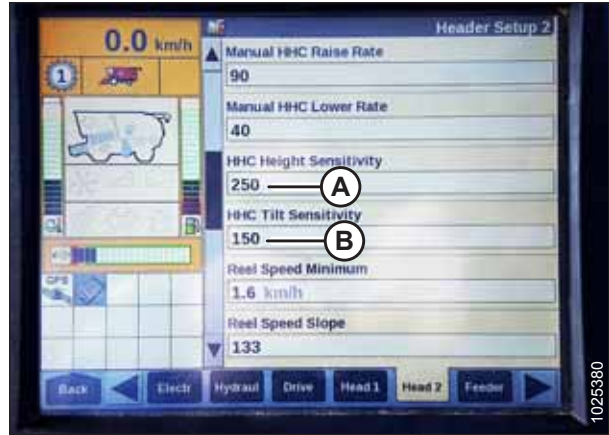 0.0 km/h
Header Setup 2
1
Manual HHC Raise Rate
90
Manual HHC Lower Rate
40
HHC Height Sensitivity
250
A
HHC Tilt Sensitivity
150
B
Reel Speed Minimum
1.6 km/h
GPS
Reel Speed Slope
133
Back
Electr
Hydraul
Drive
Head 1
Head 2
Feeder
1025380